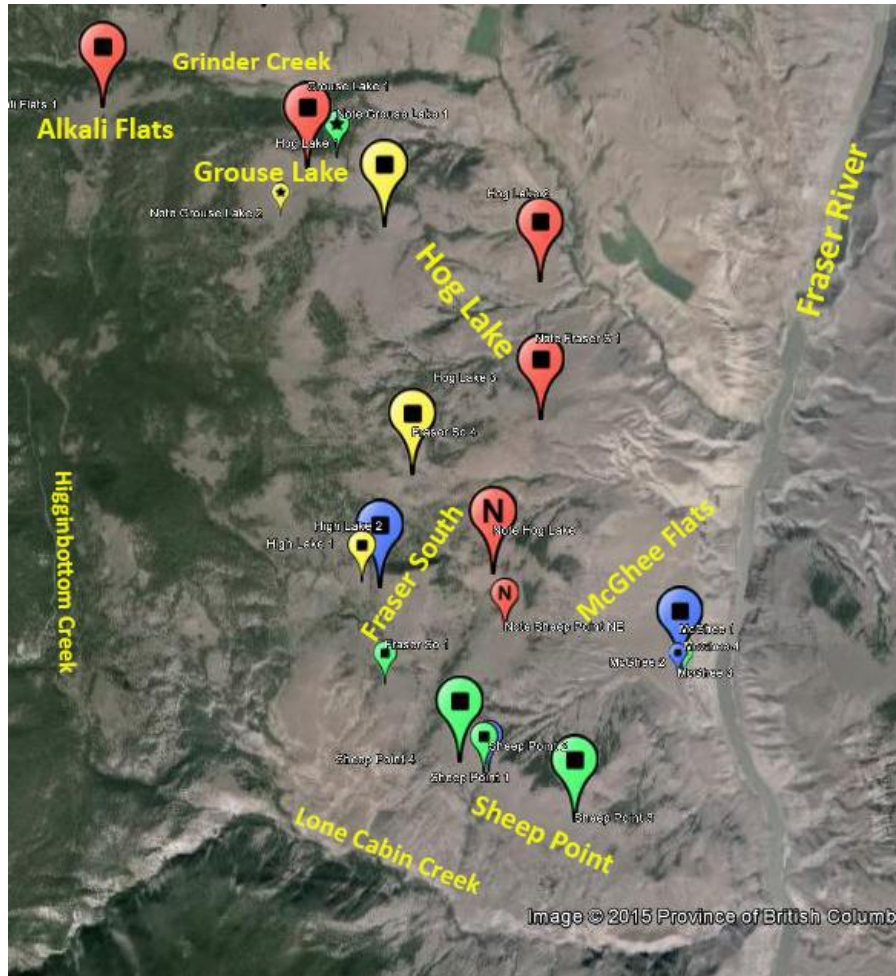 Grinder Creek
Grouse Lake 1
ali Flats 1
Alkali Flats
Note Grouse Lake 1
Hog Lake
Grouse Lake
Hog Lake 2
Note Grouse Lake 2
Fraser River
Hog Lake
Note Fraser S 1
Hog Lake 3
Fraser So 4
Higginbottom Creek
High Lake 2
Note Hog Lake
High Lake 1
Fraser South
McGhee Flats
Note Sheep Point NE
McGhee 1
Fraser So 1
McGhee 2
McGhee 3
Sheep Point 4
Sheep Point 1
Sheep Point
Sheep Point
Sheep Point
Lone Cabin Creek
N
N
Image © 2015 Province of British Columb